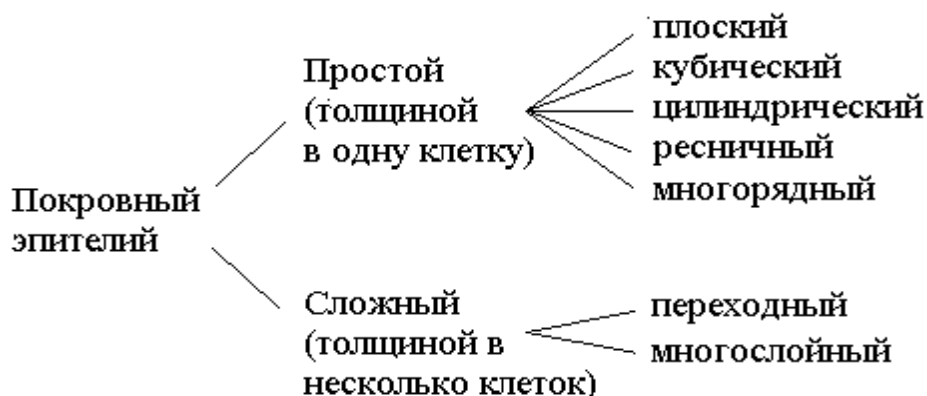 Покровный
эпителий
Простой
(толщиной
в одну клетку)
плоский
кубический
цилиндрический
ресничный
многорядный
Сложный
(толщиной в
несколько клеток)
переходный
многослойный